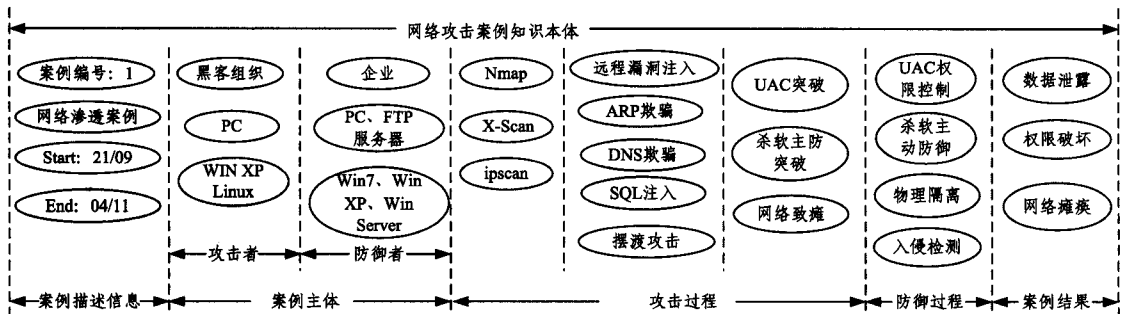 网络攻击案例知识本体
案例编号：1
网络渗透案例
Start：21/09
End：04/11
黑客组织
PC
WIN XP
Linux
企业
PC、FTP
服务器
Win7、Win
XP、Win
Server
Nmap
X-Scan
ipscan
远程漏洞注入
ARP欺骗
DNS欺骗
SQL注入
摆渡攻击
UAC突破
杀软主防
突破
网络致瘫
UAC权
限控制
杀软主
动防御
物理隔离
入侵检测
数据泄露
权限破坏
网络瘫痪
攻击者
防御者
案例描述信息
案例主体
攻击过程
防御过程
案例结果